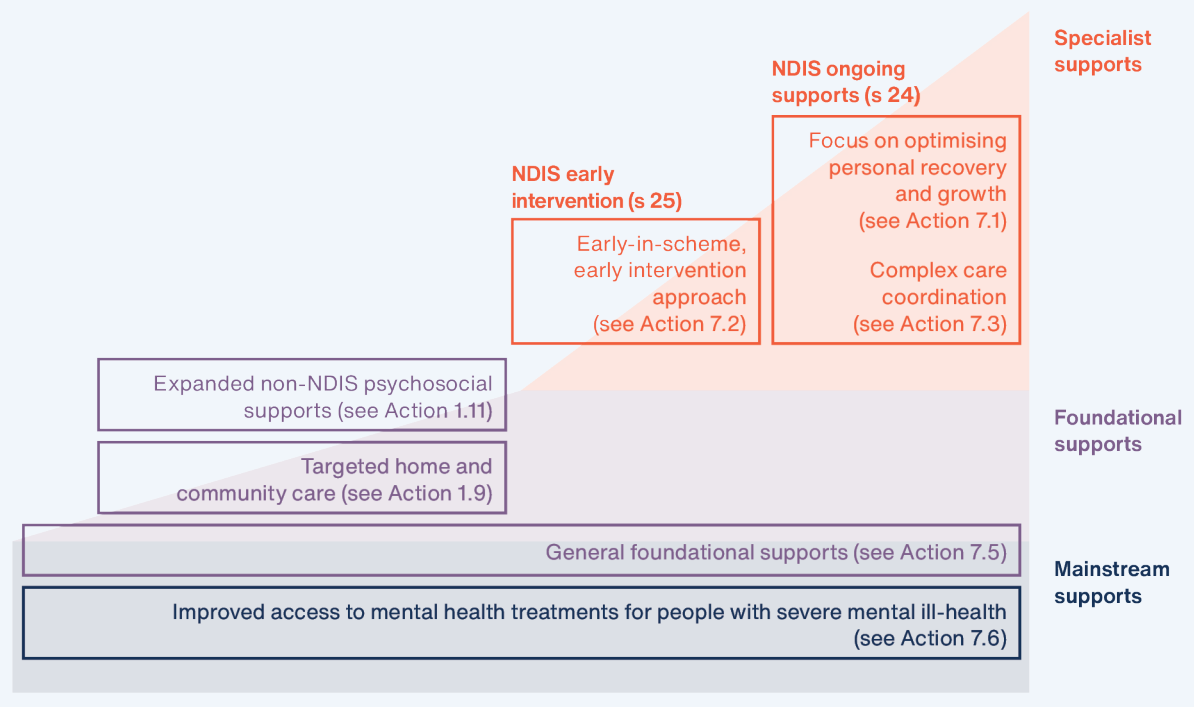 Specialist
supports
NDIS ongoing
supports (s 24)
Focus on optimising
personal recovery
and growth
(see Action 7.1)
Complex care
coordination
(see Action 7.3)
NDIS early
intervention (s 25)
Early-in-scheme,
early intervention
approach
(see Action 7.2)
Expanded non-NDIS psychosocial
supports (see Action 1.11)
Targeted home and
community care (see Action 1.9)
Foundational
supports
General foundational supports (see Action 7.5)
Mainstream
supports
Improved access to mental health treatments for people with severe mental ill-health
(see Action 7.6)